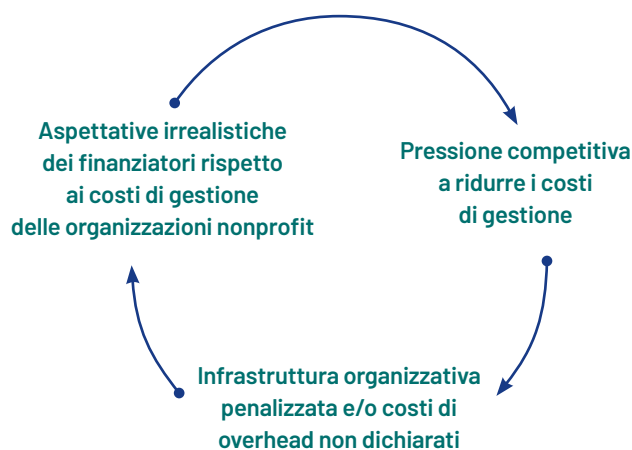 Aspettative irrealistiche
dei finanziatori rispetto
ai costi di gestione
delle organizzazioni nonprofit
Pressione competitiva
a ridurre i costi
di gestione
Infrastruttura organizzativa
penalizzata e/o costi di
overhead non dichiarati